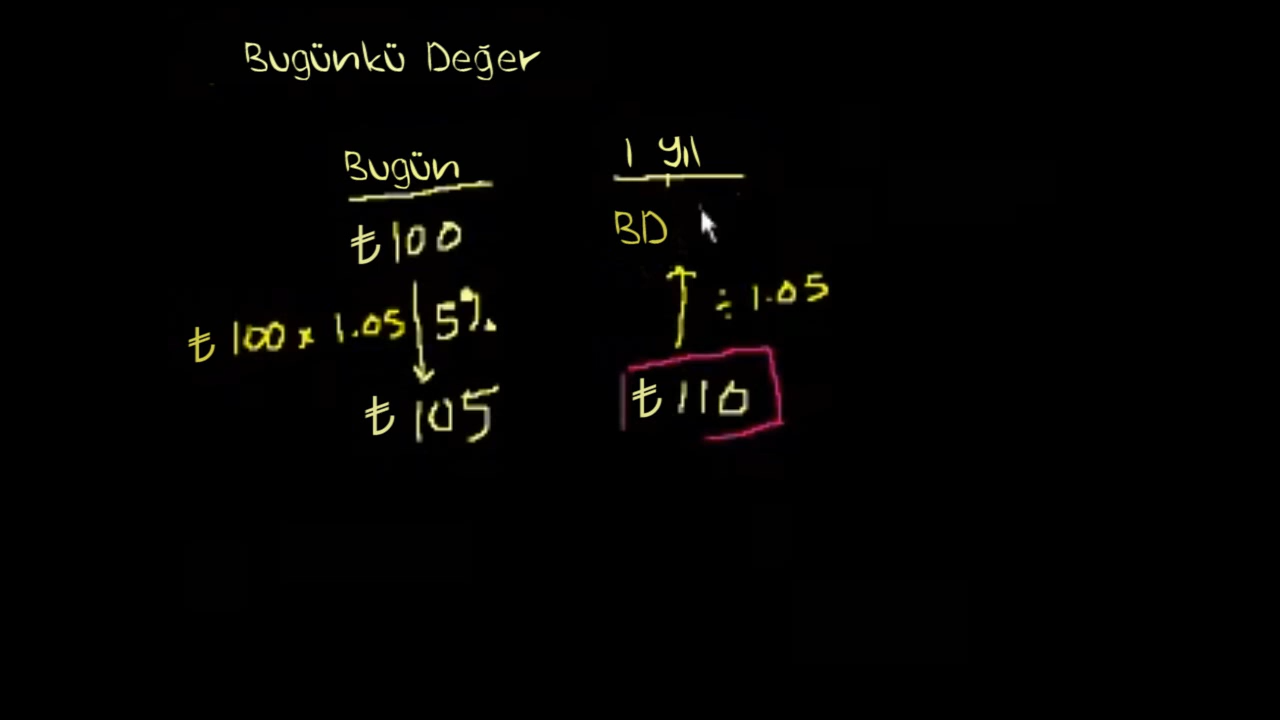 Bugünkü Değer
Bugün
1 yıl
₺100
BD
₺ 100 x 1.05
5%
÷ 1.05
₺ 105
₺ 110